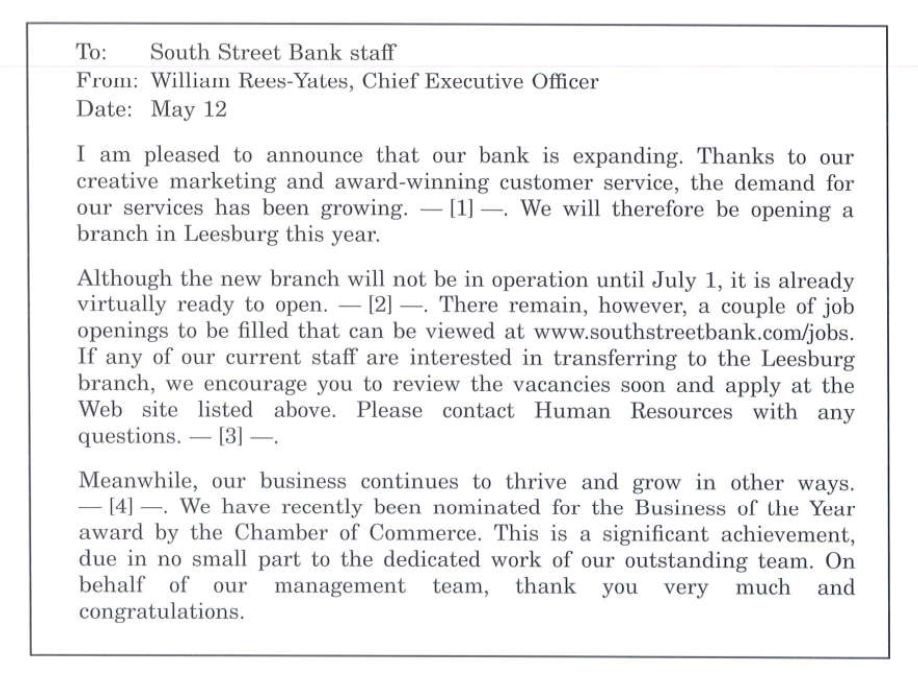 To: South Street Bank staff
From: William Rees-Yates, Chief Executive Officer
Date: May 12
I am pleased to announce that our bank is expanding. Thanks to our
creative marketing and award-winning customer service, the demand for
our services has been growing. — [1] —. We will therefore be opening a
branch in Leesburg this year.
Although the new branch will not be in operation until July 1, it is already
virtually ready to open. — [2] —. There remain, however, a couple of job
openings to be filled that can be viewed at www.southstreetbank.com/jobs.
If any of our current staff are interested in transferring to the Leesburg
branch, we encourage you to review the vacancies soon and apply at the
Web site listed above. Please contact Human Resources with any
questions. — [3] —.
Meanwhile, our business continues to thrive and grow in other ways.
— [4] —. We have recently been nominated for the Business of the Year
award by the Chamber of Commerce. This is a significant achievement,
due in no small part to the dedicated work of our outstanding team. On
behalf of our management team, thank you very much and
congratulations.